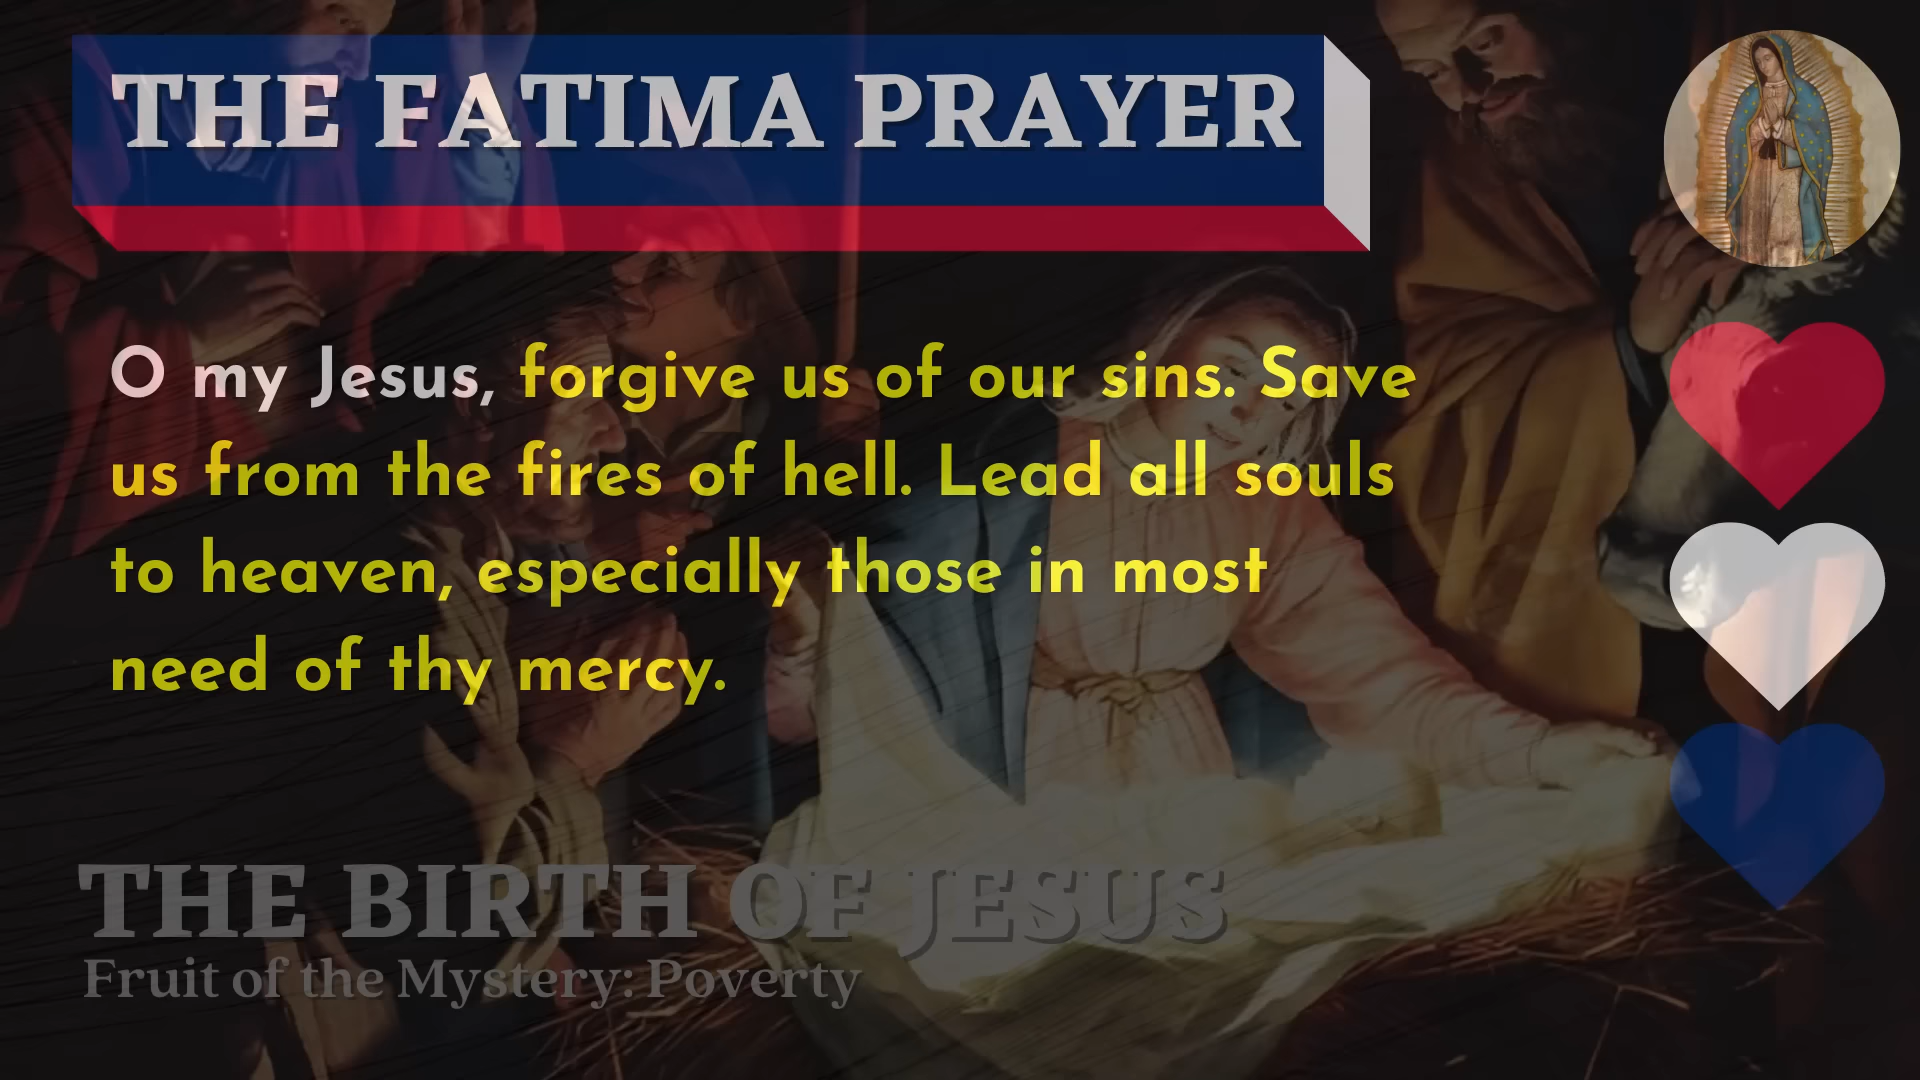 THE FATIMA PRAYER
O my Jesus, forgive us of our sins. Save
us from the fires of hell. Lead all souls
to heaven, especially those in most
need of thy mercy.
THE BIRTH OF JESUS
Fruit of the Mystery: Poverty